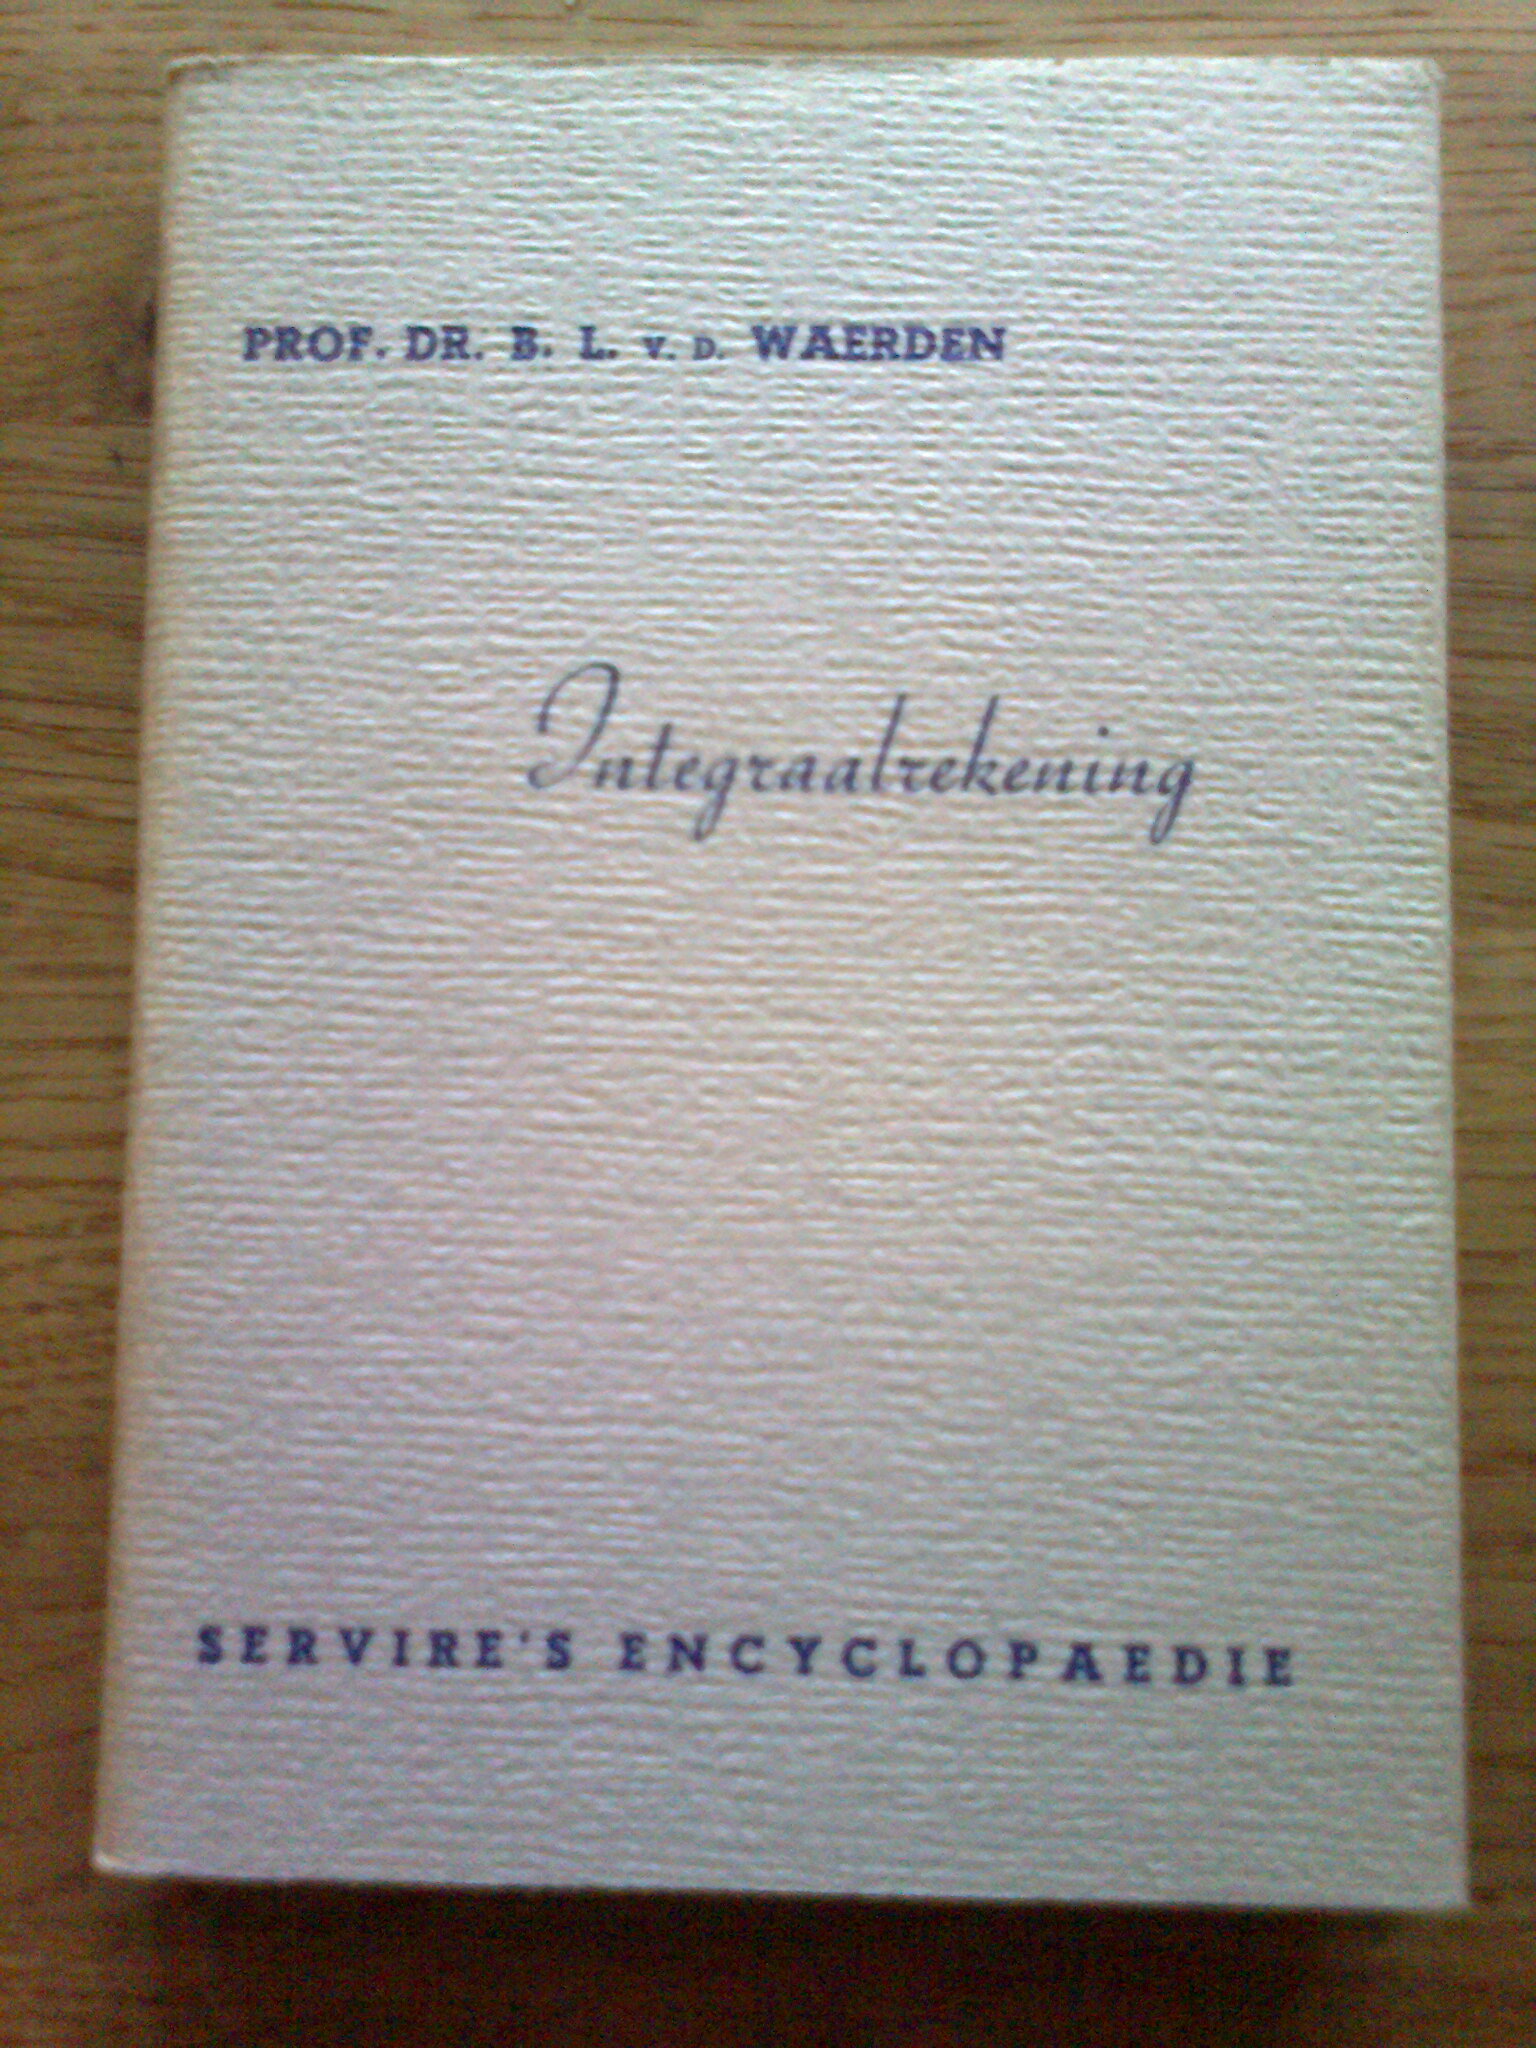 PROF. DR. B. L. V. D. WAERDEN
Integraalrekening
SERVIRE'S ENCYCLOPAEDIE